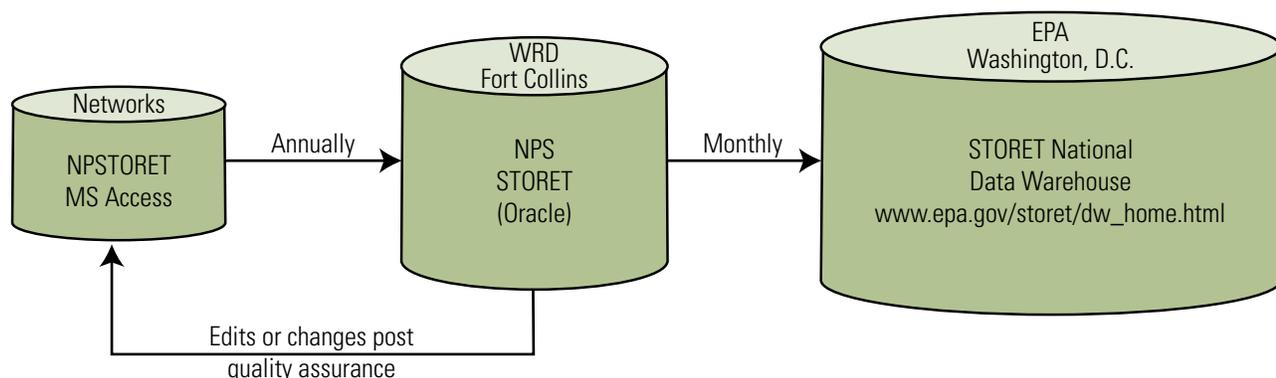 Networks
NPSTORET
MS Access
Annually
WRD
Fort Collins
NPS
STORET
(Oracle)
Monthly
EPA
Washington, D.C.
STORET National
Data Warehouse
www.epa.gov/storet/dw_home.html
Edits or changes post
quality assurance